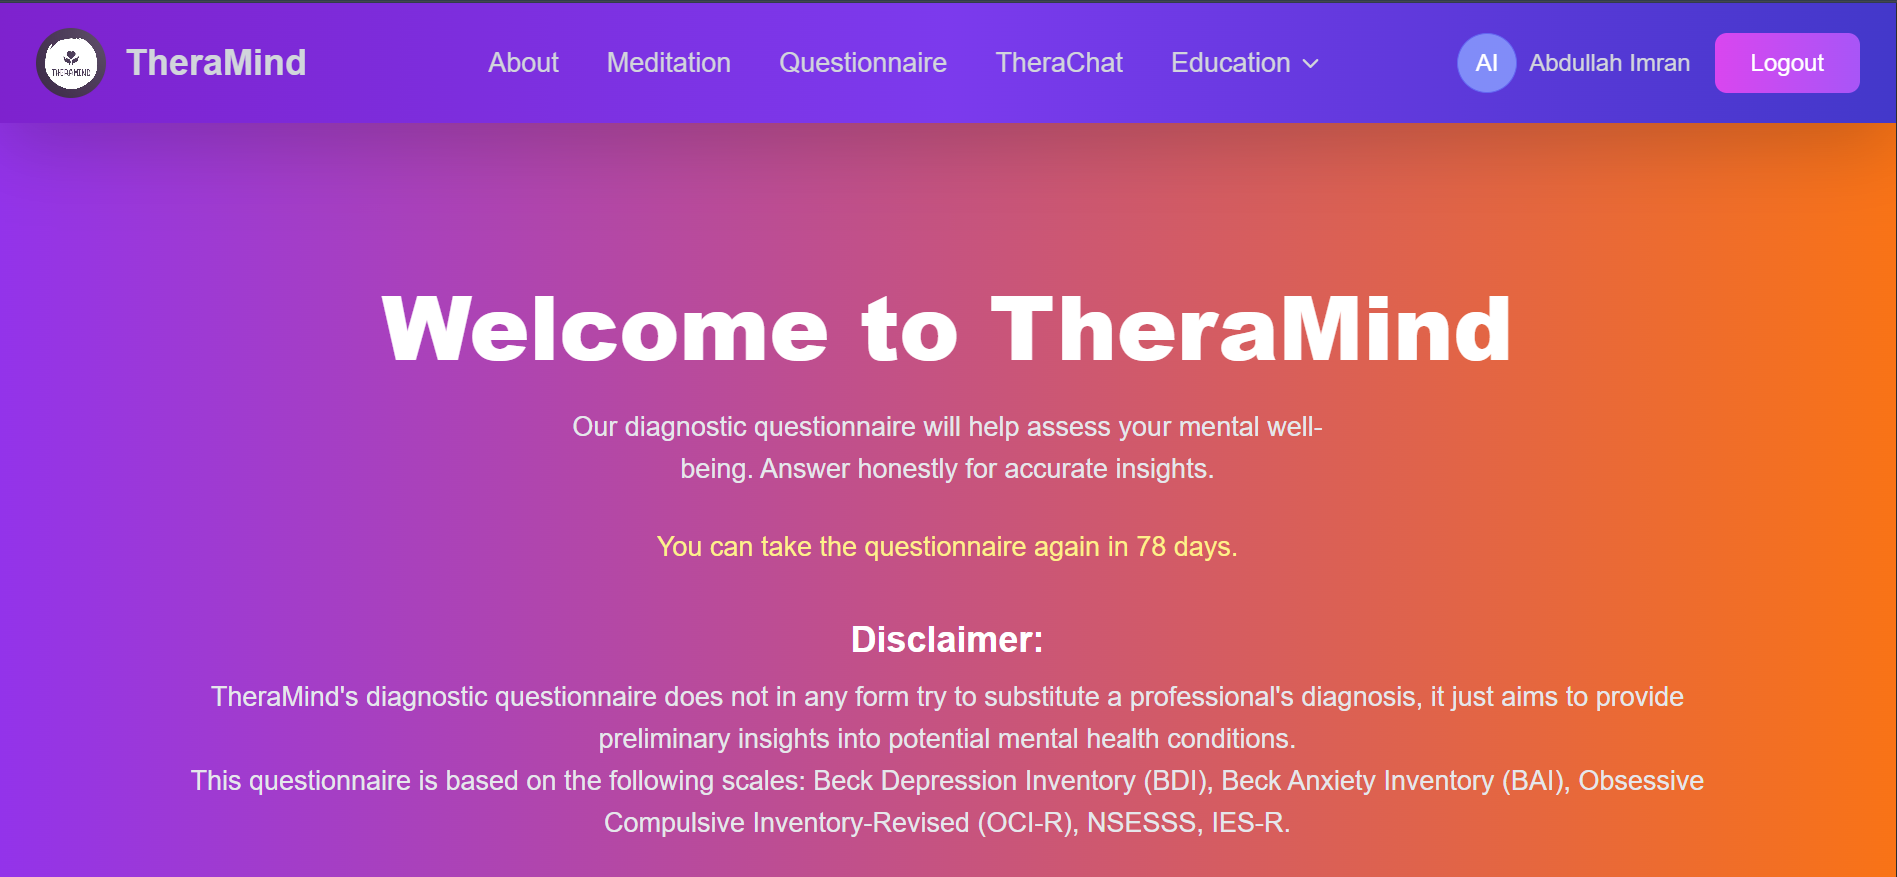 THERAMIND
TheraMind
About
Meditation
Questionnaire
TheraChat
Education
AI
Abdullah Imran
Logout
Welcome to TheraMind
Our diagnostic questionnaire will help assess your mental well-
being. Answer honestly for accurate insights.
You can take the questionnaire again in 78 days.
Disclaimer:
TheraMind's diagnostic questionnaire does not in any form try to substitute a professional's diagnosis, it just aims to provide
preliminary insights into potential mental health conditions.
This questionnaire is based on the following scales: Beck Depression Inventory (BDI), Beck Anxiety Inventory (BAI), Obsessive
Compulsive Inventory-Revised (OCI-R), NSESSS, IES-R.